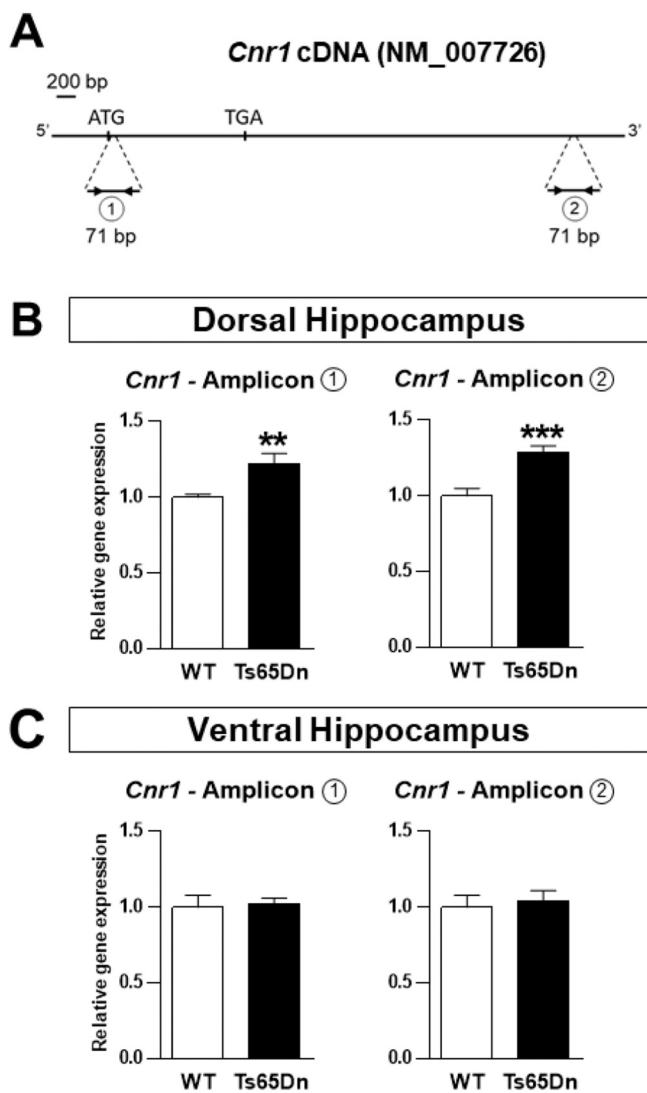 A
Cnr1 cDNA (NM_007726)
200 bp
ATG TGA
5' 3'
1 2
71 bp 71 bp
B Dorsal Hippocampus
Cnr1 - Amplicon ① Cnr1 - Amplicon ②
Relative gene expression
1.5
1.0
0.5
0.0
**
WT Ts65Dn
1.5
1.0
0.5
0.0
***
WT Ts65Dn
C Ventral Hippocampus
Cnr1 - Amplicon ① Cnr1 - Amplicon ②
Relative gene expression
1.5
1.0
0.5
0.0
WT Ts65Dn
1.5
1.0
0.5
0.0
WT Ts65Dn